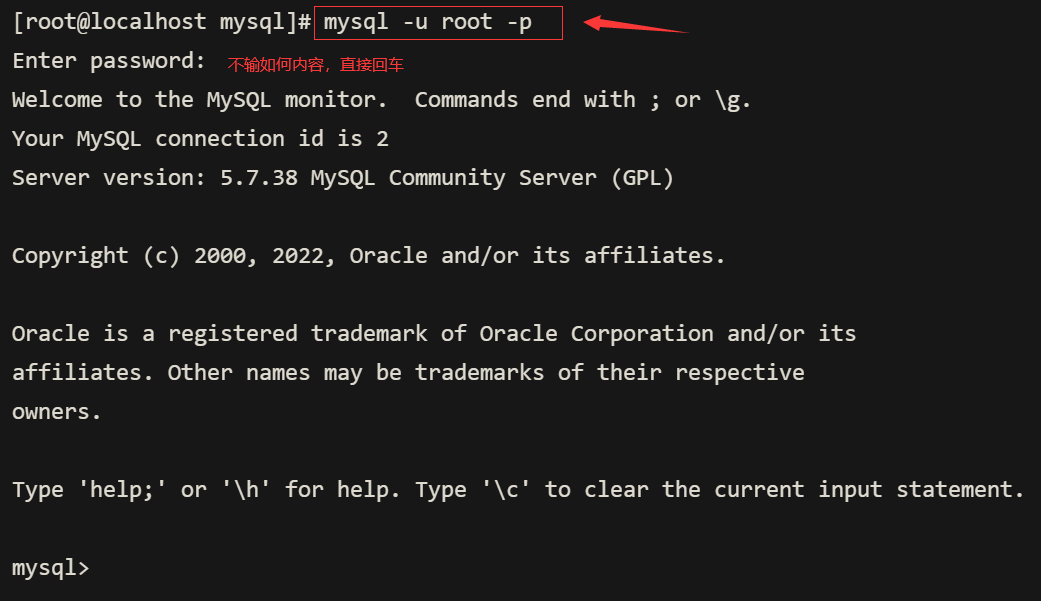 [root@localhost mysql]# mysql -u root -p
Enter password: 不输如何内容，直接回车
Welcome to the MySQL monitor.  Commands end with ; or \g.
Your MySQL connection id is 2
Server version: 5.7.38 MySQL Community Server (GPL)
Copyright (c) 2000, 2022, Oracle and/or its affiliates.
Oracle is a registered trademark of Oracle Corporation and/or its
affiliates. Other names may be trademarks of their respective
owners.
Type 'help;' or '\h' for help. Type '\c' to clear the current input statement.
mysql>